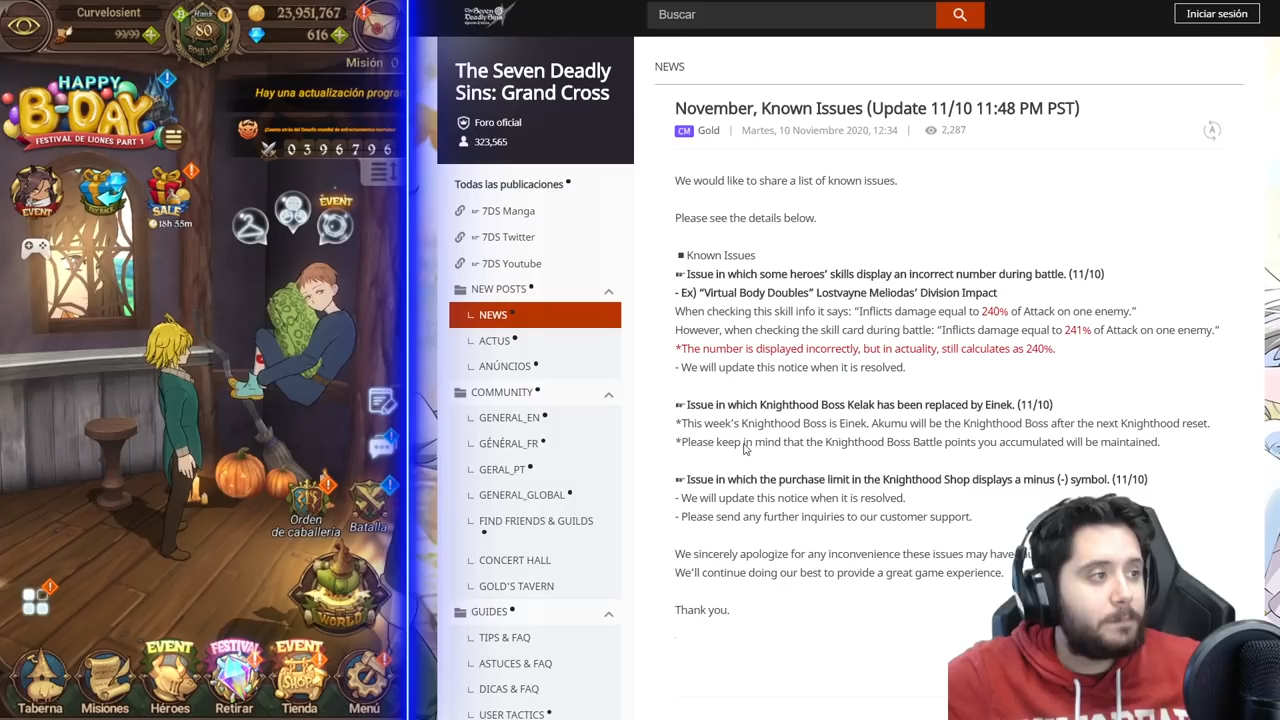 99/99
Rank
80
23,951,767
616
Misión 0
HAPPY
B-DAY
FESTIVAL DE LIONES PART 1
Hay una actualización progra
0 3 9 6 7 9 6
EVENT
PAY BACK
SALE
18h 55m
EVENT
Orden
de caballería
Batalla
WORLD
EVENT
FESTIVAL
EVENT
SHOP
Taberna
Misiones
Héroes
Retirar
Tienda
Menú
The Seven
Deadly Sins
Buscar
Iniciar sesión
The Seven Deadly
Sins: Grand Cross
Foro oficial
323,565
Todas las publicaciones
7DS Manga
7DS Twitter
7DS Youtube
NEW POSTS
NEWS
ACTUS
ANÚNCIOS
COMMUNITY
GENERAL_EN
GÉNÉRAL_FR
GERAL_PT
GENERAL_GLOBAL
FIND FRIENDS & GUILDS
CONCERT HALL
GOLD'S TAVERN
GUIDES
TIPS & FAQ
ASTUCES & FAQ
DICAS & FAQ
USER TACTICS
NEWS
November, Known Issues (Update 11/10 11:48 PM PST)
CM Gold | Martes, 10 Noviembre 2020, 12:34 | 2,287
A
We would like to share a list of known issues.
Please see the details below.
■ Known Issues
☞ Issue in which some heroes’ skills display an incorrect number during battle. (11/10)
- Ex) “Virtual Body Doubles” Lostvayne Meliodas’ Division Impact
When checking this skill info it says: “Inflicts damage equal to 240% of Attack on one enemy.”
However, when checking the skill card during battle: “Inflicts damage equal to 241% of Attack on one enemy.”
*The number is displayed incorrectly, but in actuality, still calculates as 240%.
- We will update this notice when it is resolved.
☞ Issue in which Knighthood Boss Kelak has been replaced by Einek. (11/10)
*This week’s Knighthood Boss is Einek. Akumu will be the Knighthood Boss after the next Knighthood reset.
*Please keep in mind that the Knighthood Boss Battle points you accumulated will be maintained.
☞ Issue in which the purchase limit in the Knighthood Shop displays a minus (-) symbol. (11/10)
- We will update this notice when it is resolved.
- Please send any further inquiries to our customer support.
We sincerely apologize for any inconvenience these issues may have
We’ll continue doing our best to provide a great game experience.
Thank you.